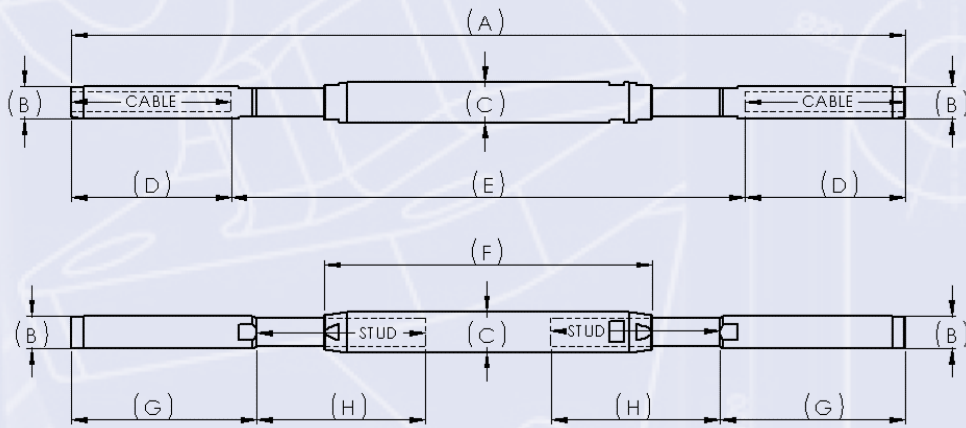 (A)
(B) CABLE (C) CABLE (B)
(D) (E) (D)
(F)
(B) STUD (C) STUD (B)
(G) (H) (H) (G)